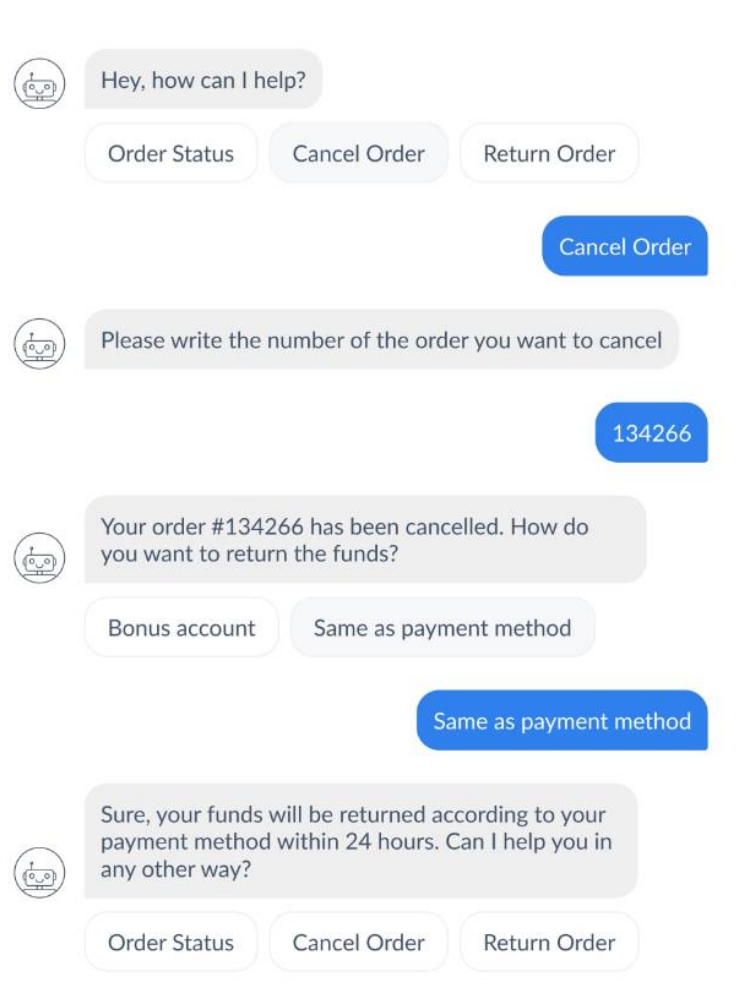 Hey, how can I help?
Order Status Cancel Order Return Order
Cancel Order
Please write the number of the order you want to cancel
134266
Your order #134266 has been cancelled. How do
you want to return the funds?
Bonus account Same as payment method
Same as payment method
Sure, your funds will be returned according to your
payment method within 24 hours. Can I help you in
any other way?
Order Status Cancel Order Return Order